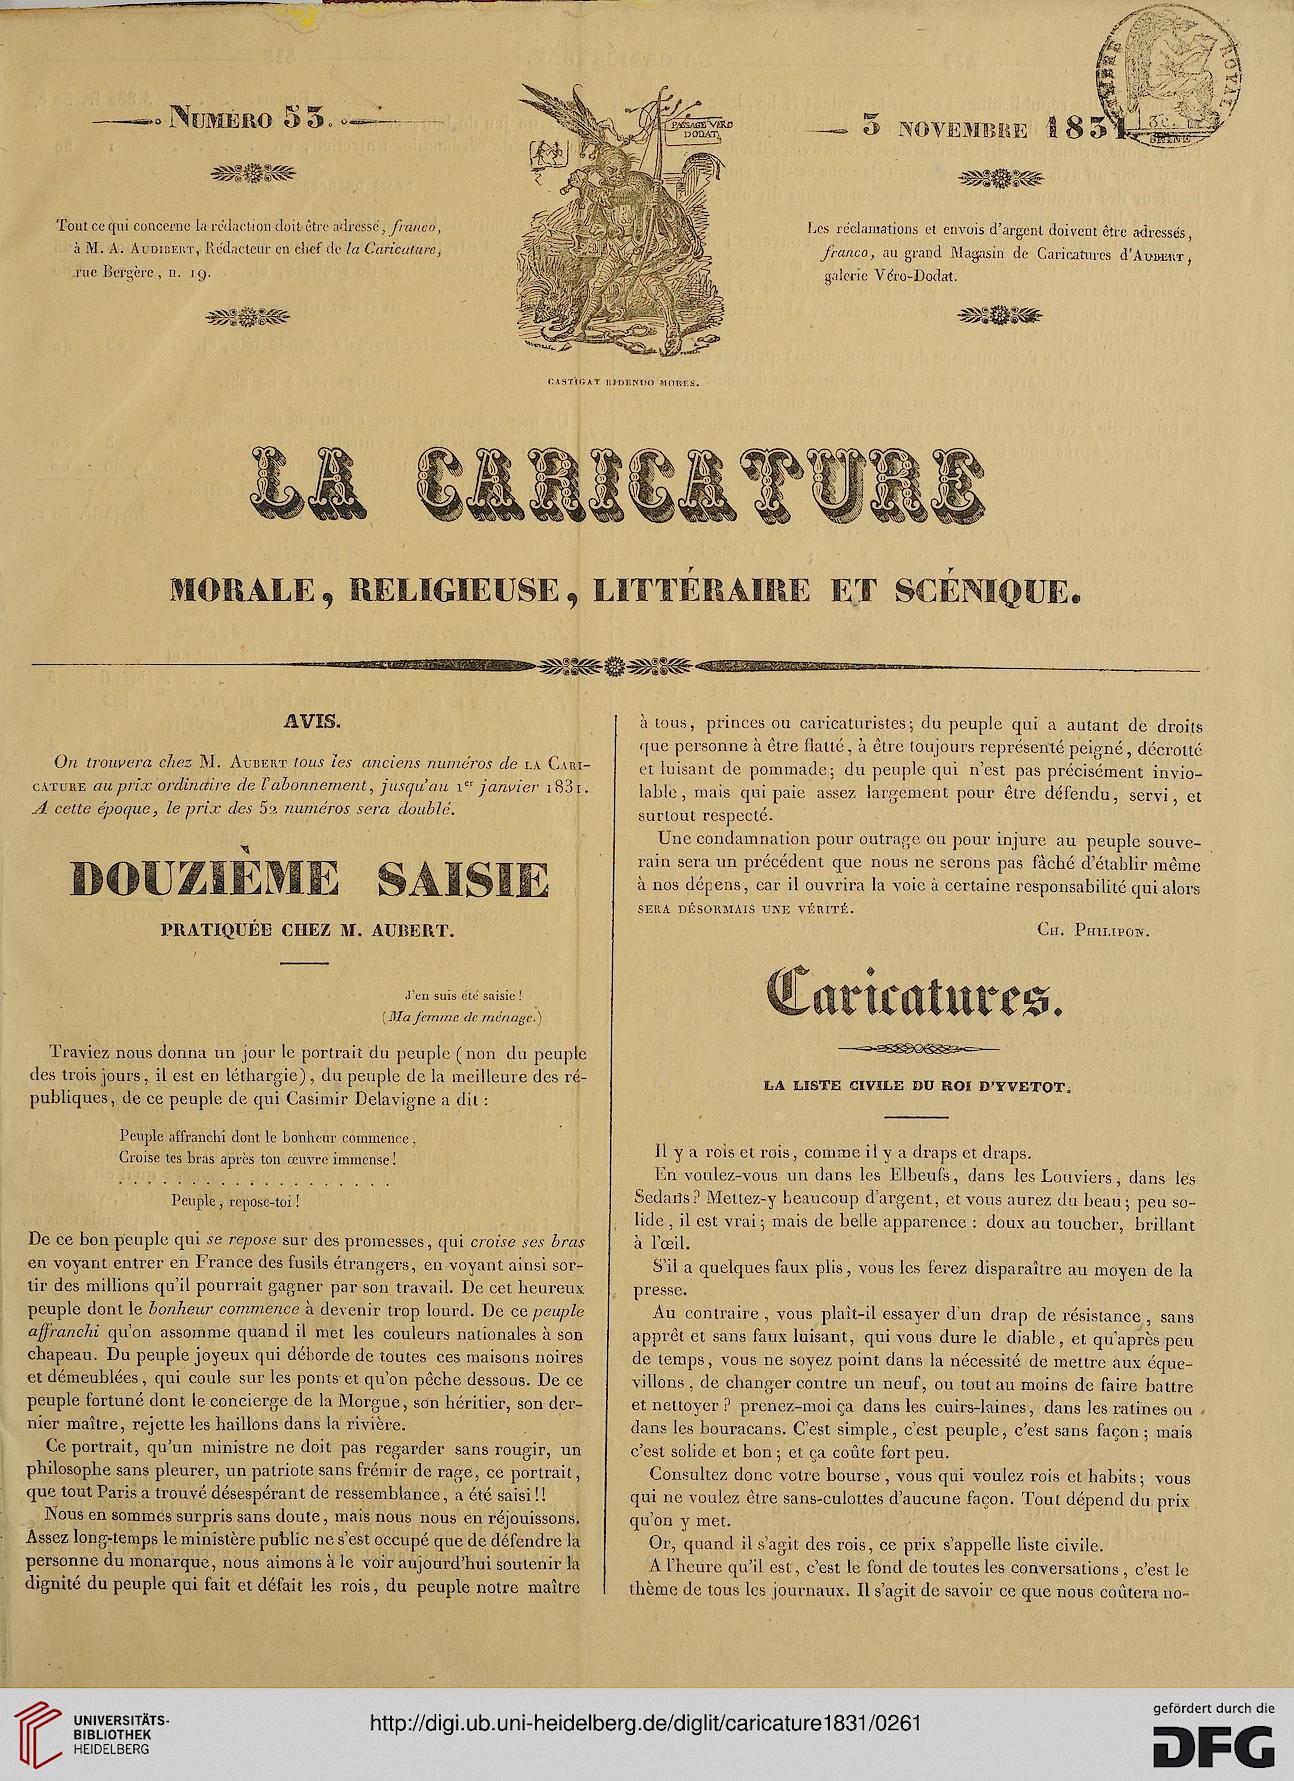 NUMÉRO 53.
3 NOVEMBRE 1831.
TIMBRE ROYAL
3c.
SEINE
PASSAGE VERO
DODAT
Tout ce qui concerne la rédaction doit être adressé, franco,
à M. A. AUDIBERT, Rédacteur en chef de la Caricature,
rue Bergère, n. 19.
Les réclamations et envois d'argent doivent être adressés,
franco, au grand Magasin de Caricatures d'AUBERT,
galerie Véro-Dodat.
CASTIGAT RIDENDO MORES.
LA CARICATURE
MORALE, RELIGIEUSE, LITTÉRAIRE ET SCÉNIQUE.
AVIS.
On trouvera chez M. AUBERT tous les anciens numéros de LA CARI-
CATURE au prix ordinaire de l'abonnement, jusqu'au 1er janvier 1831.
A cette époque, le prix des 52 numéros sera doublé.
DOUZIÈME SAISIE
PRATIQUÉE CHEZ M. AUBERT.
J'en suis été saisie!
(Ma femme de ménage.)
Traviez nous donna un jour le portrait du peuple (non du peuple
des trois jours, il est en léthargie), du peuple de la meilleure des ré-
publiques, de ce peuple de qui Casimir Delavigne a dit :
Peuple affranchi dont le bonheur commence,
Croise tes bras après ton œuvre immense!
. . . . . . . . . . . . . . . . . . .
Peuple, repose-toi!
De ce bon peuple qui se repose sur des promesses, qui croise ses bras
en voyant entrer en France des fusils étrangers, en voyant ainsi sor-
tir des millions qu'il pourrait gagner par son travail. De cet heureux
peuple dont le bonheur commence à devenir trop lourd. De ce peuple
affranchi qu'on assomme quand il met les couleurs nationales à son
chapeau. Du peuple joyeux qui déborde de toutes ces maisons noires
et démeublées, qui coule sur les ponts et qu'on pêche dessous. De ce
peuple fortuné dont le concierge de la Morgue, son héritier, son der-
nier maître, rejette les haillons dans la rivière.
Ce portrait, qu'un ministre ne doit pas regarder sans rougir, un
philosophe sans pleurer, un patriote sans frémir de rage, ce portrait,
que tout Paris a trouvé désespérant de ressemblance, a été saisi!!
Nous en sommes surpris sans doute, mais nous nous en réjouissons.
Assez long-temps le ministère public ne s'est occupé que de défendre la
personne du monarque, nous aimons à le voir aujourd'hui soutenir la
dignité du peuple qui fait et défait les rois, du peuple notre maître
à tous, princes ou caricaturistes; du peuple qui a autant de droits
que personne à être flatté, à être toujours représenté peigné, décrotté
et luisant de pommade; du peuple qui n'est pas précisément invio-
lable, mais qui paie assez largement pour être défendu, servi, et
surtout respecté.
Une condamnation pour outrage ou pour injure au peuple souve-
rain sera un précédent que nous ne serons pas fâché d'établir même
à nos dépens, car il ouvrira la voie à certaine responsabilité qui alors
SERA DÉSORMAIS UNE VÉRITÉ.
CH. PHILIPON.
Caricatures.
LA LISTE CIVILE DU ROI D'YVETOT.
Il y a rois et rois, comme il y a draps et draps.
En voulez-vous un dans les Elbeufs, dans les Louviers, dans les
Sedans? Mettez-y beaucoup d'argent, et vous aurez du beau; peu so-
lide, il est vrai; mais de belle apparence : doux au toucher, brillant
à l'œil.
S'il a quelques faux plis, vous les ferez disparaître au moyen de la
presse.
Au contraire, vous plaît-il essayer d'un drap de résistance, sans
apprêt et sans faux luisant, qui vous dure le diable, et qu'après peu
de temps, vous ne soyez point dans la nécessité de mettre aux éque-
villons, de changer contre un neuf, ou tout au moins de faire battre
et nettoyer? prenez-moi ça dans les cuirs-laines, dans les ratines ou
dans les bouracans. C'est simple, c'est peuple, c'est sans façon; mais
c'est solide et bon; et ça coûte fort peu.
Consultez donc votre bourse, vous qui voulez rois et habits; vous
qui ne voulez être sans-culottes d'aucune façon. Tout dépend du prix
qu'on y met.
Or, quand il s'agit des rois, ce prix s'appelle liste civile.
A l'heure qu'il est, c'est le fond de toutes les conversations, c'est le
thème de tous les journaux. Il s'agit de savoir ce que nous coûtera no-
UNIVERSITÄTS-
BIBLIOTHEK
HEIDELBERG
http://digi.ub.uni-heidelberg.de/diglit/caricature1831/0261
gefördert durch die
DFG